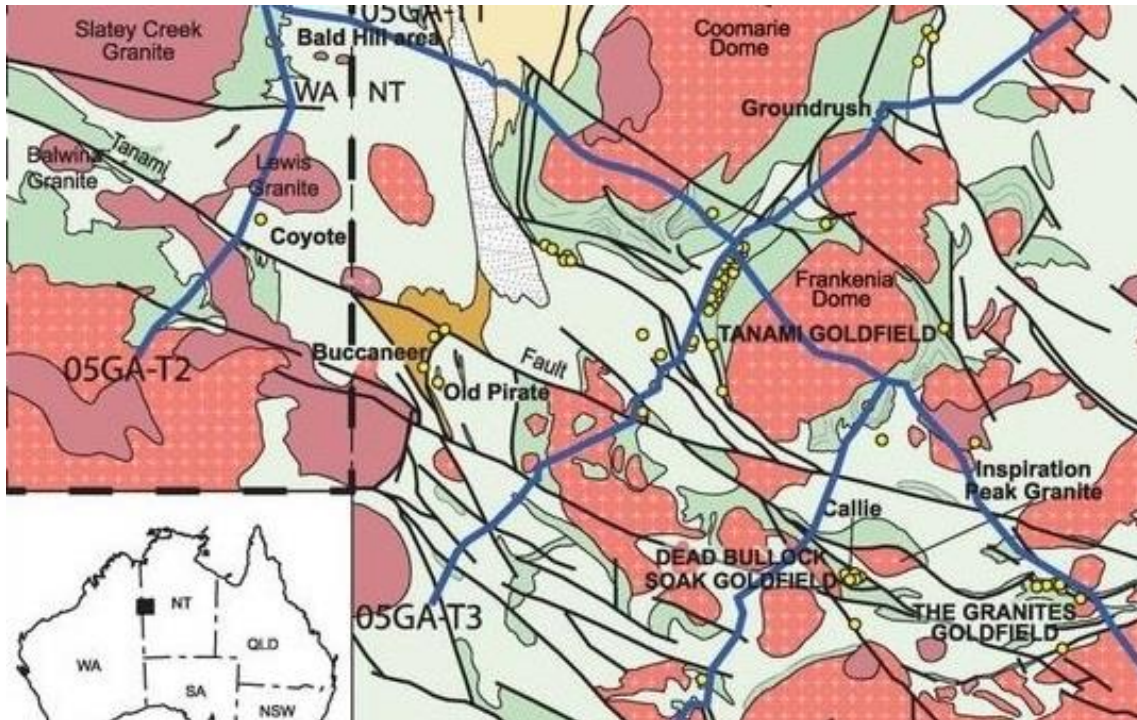 05GA-T1
Slatey Creek
Granite
Bald Hill area
Coomarie
Dome
WA
NT
Groundrush
Tanami
Balwina
Granite
Lewis
Granite
Coyote
Frankenia
Dome
TANAMI GOLDFIELD
05GA-T2
Buccaneer
Fault
Old Pirate
Inspiration
Peak Granite
Callie
DEAD BULLOCK
SOAK GOLDFIELD
05GA-T3
THE GRANITES
GOLDFIELD
NT
QLD
WA
SA
NSW